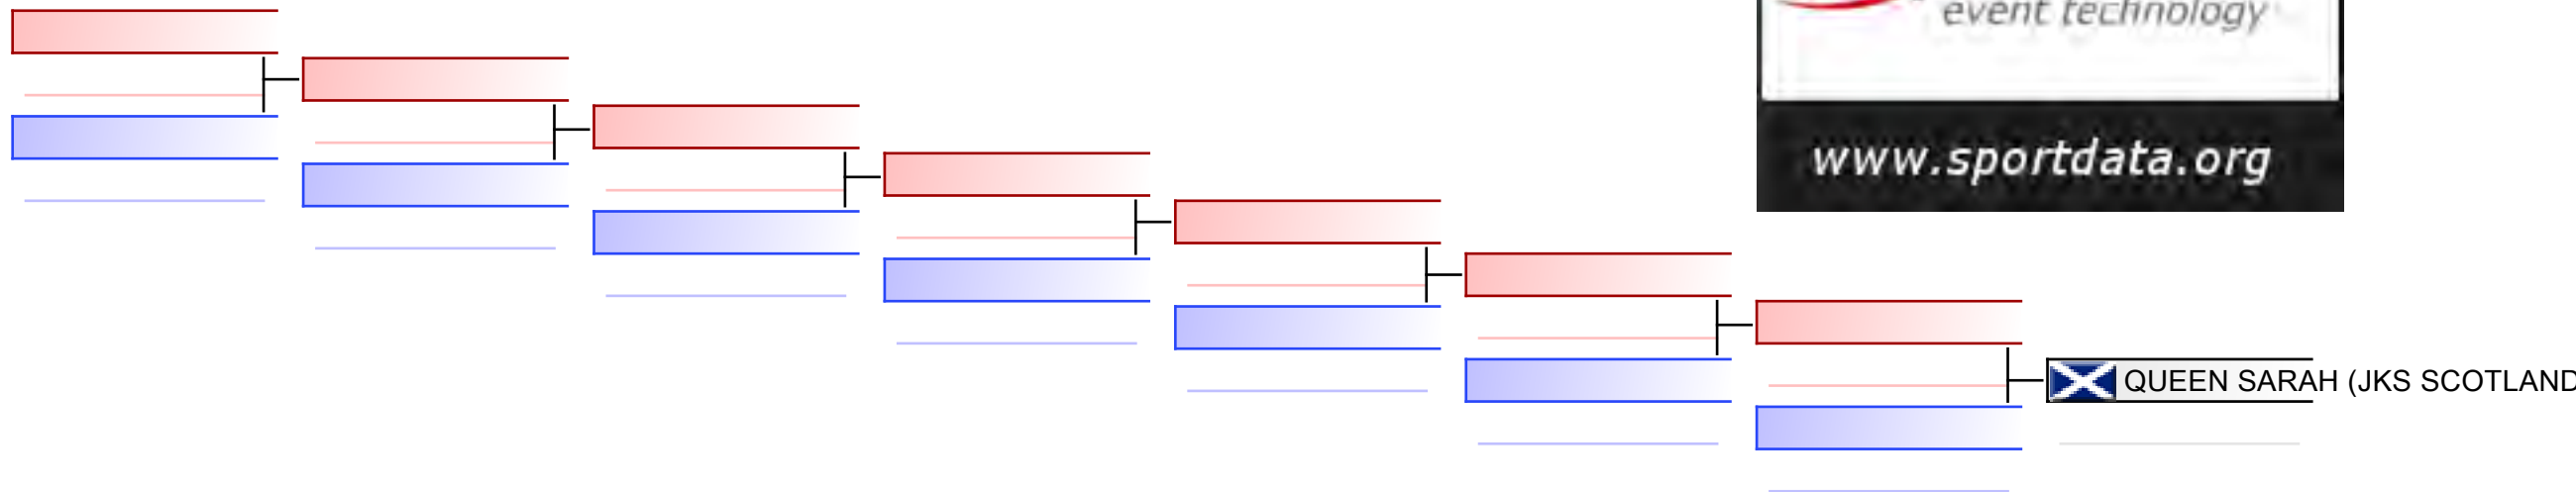 event technology
www.sportdata.org
QUEEN SARAH (JKS SCOTLAND